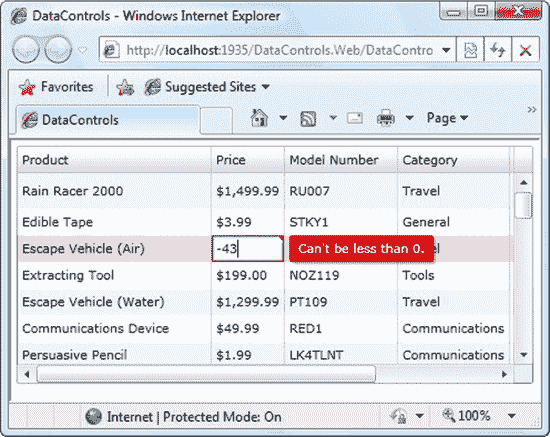 DataControls - Windows Internet Explorer
http://localhost:1935/DataControls.Web/DataContro
Favorites Suggested Sites
DataControls Page »
Product Price Model Number Category
Rain Racer 2000 $1,499.99 RU007 Travel
Edible Tape $3.99 STKY1 General
Escape Vehicle (Air) -43 Can't be less than 0. el
Extracting Tool $199.00 NOZ119 Tools
Escape Vehicle (Water) $1,299.99 PT109 Travel
Communications Device $49.99 RED1 Communications
Persuasive Pencil $1.99 LK4TLNT Communications
Internet | Protected Mode: On 100%